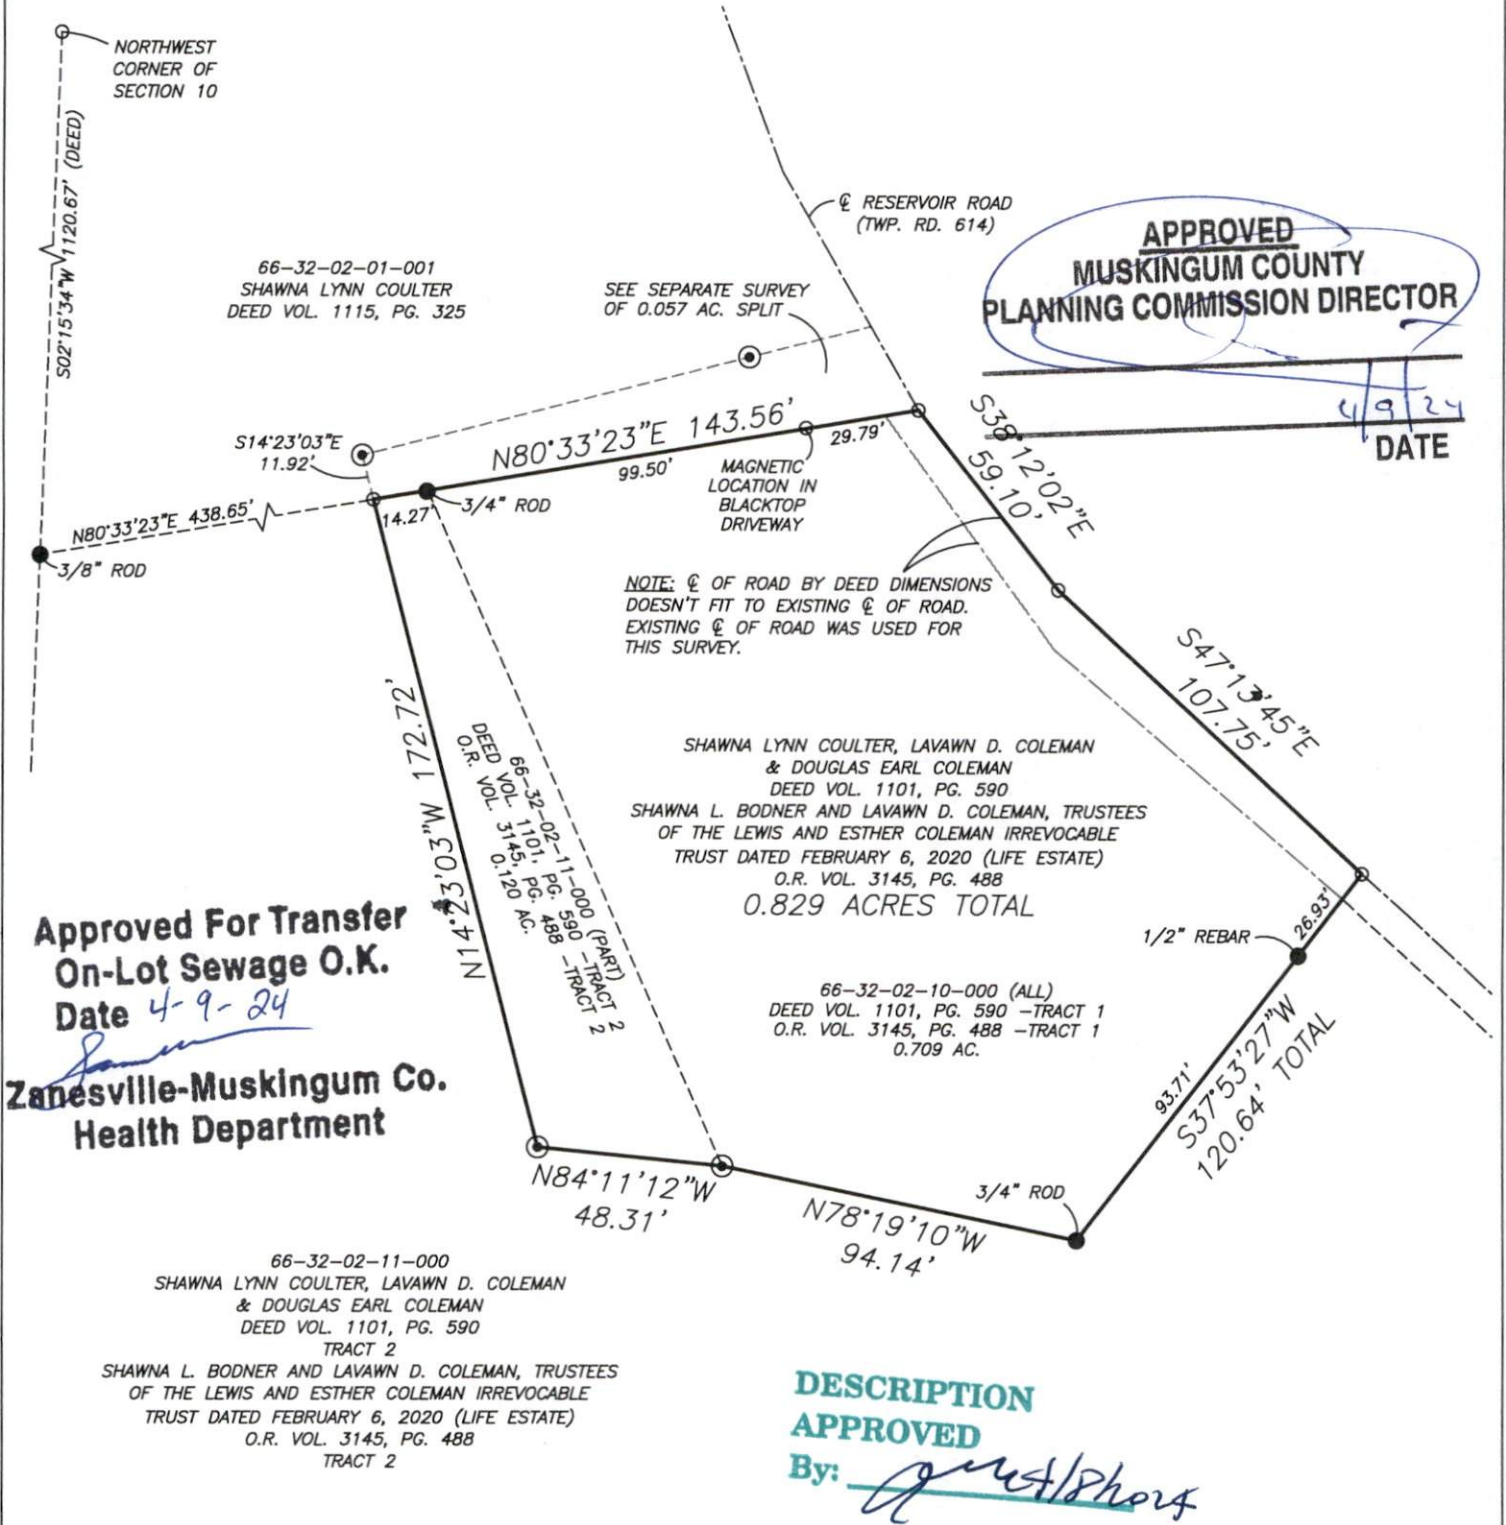 NORTHWEST
CORNER OF
SECTION 10
S02°15'34"W 1120.67' (DEED)
℄ RESERVOIR ROAD
(TWP. RD. 614)
APPROVED
MUSKINGUM COUNTY
PLANNING COMMISSION DIRECTOR
4/9/24
DATE
66-32-02-01-001
SHAWNA LYNN COULTER
DEED VOL. 1115, PG. 325
SEE SEPARATE SURVEY
OF 0.057 AC. SPLIT
S14°23'03"E
11.92'
N80°33'23"E 143.56'
99.50'
29.79'
14.27'
3/4" ROD
MAGNETIC
LOCATION IN
BLACKTOP
DRIVEWAY
S38°12'02"E
59.10'
N80°33'23"E 438.65'
3/8" ROD
NOTE: ℄ OF ROAD BY DEED DIMENSIONS
DOESN'T FIT TO EXISTING ℄ OF ROAD.
EXISTING ℄ OF ROAD WAS USED FOR
THIS SURVEY.
S47°13'45"E
107.75'
N14°23'03"W 172.72'
66-32-02-11-000 (PART)
DEED VOL. 1101, PG. 590 -TRACT 2
O.R. VOL. 3145, PG. 488 -TRACT 2
0.120 AC.
SHAWNA LYNN COULTER, LAVAWN D. COLEMAN
& DOUGLAS EARL COLEMAN
DEED VOL. 1101, PG. 590
SHAWNA L. BODNER AND LAVAWN D. COLEMAN, TRUSTEES
OF THE LEWIS AND ESTHER COLEMAN IRREVOCABLE
TRUST DATED FEBRUARY 6, 2020 (LIFE ESTATE)
O.R. VOL. 3145, PG. 488
0.829 ACRES TOTAL
1/2" REBAR
26.93'
66-32-02-10-000 (ALL)
DEED VOL. 1101, PG. 590 -TRACT 1
O.R. VOL. 3145, PG. 488 -TRACT 1
0.709 AC.
93.71'
S37°53'27"W
120.64' TOTAL
Approved For Transfer
On-Lot Sewage O.K.
Date 4-9-24
Zanesville-Muskingum Co.
Health Department
N84°11'12"W
48.31'
N78°19'10"W
94.14'
3/4" ROD
66-32-02-11-000
SHAWNA LYNN COULTER, LAVAWN D. COLEMAN
& DOUGLAS EARL COLEMAN
DEED VOL. 1101, PG. 590
TRACT 2
SHAWNA L. BODNER AND LAVAWN D. COLEMAN, TRUSTEES
OF THE LEWIS AND ESTHER COLEMAN IRREVOCABLE
TRUST DATED FEBRUARY 6, 2020 (LIFE ESTATE)
O.R. VOL. 3145, PG. 488
TRACT 2
DESCRIPTION
APPROVED
By: 4/8/2024